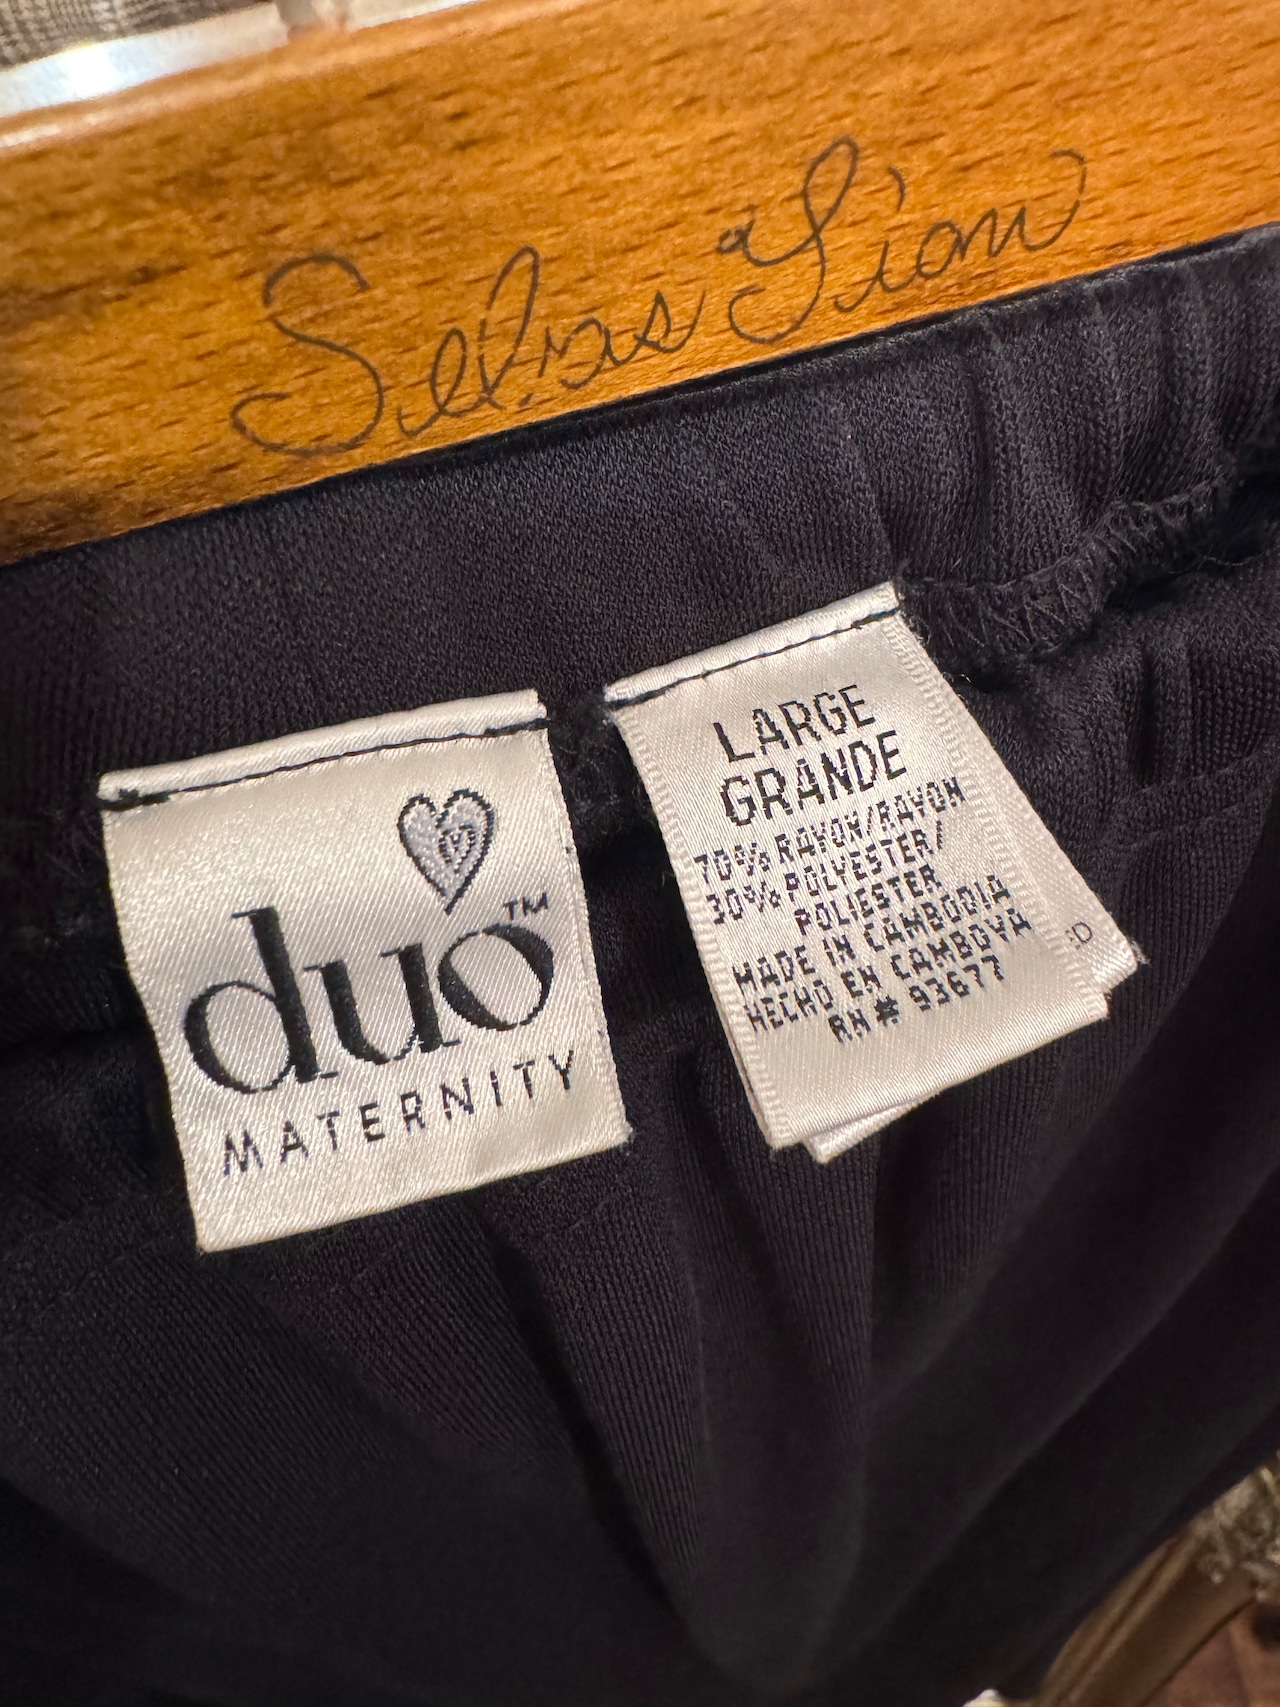 Selvas Lion
duo™
MATERNITY
LARGE
GRANDE
70% RAYON/RAYON
30% POLYESTER/
POLIESTER
MADE IN CAMBODIA
HECHO EN CAMBOYA
RN# 93677